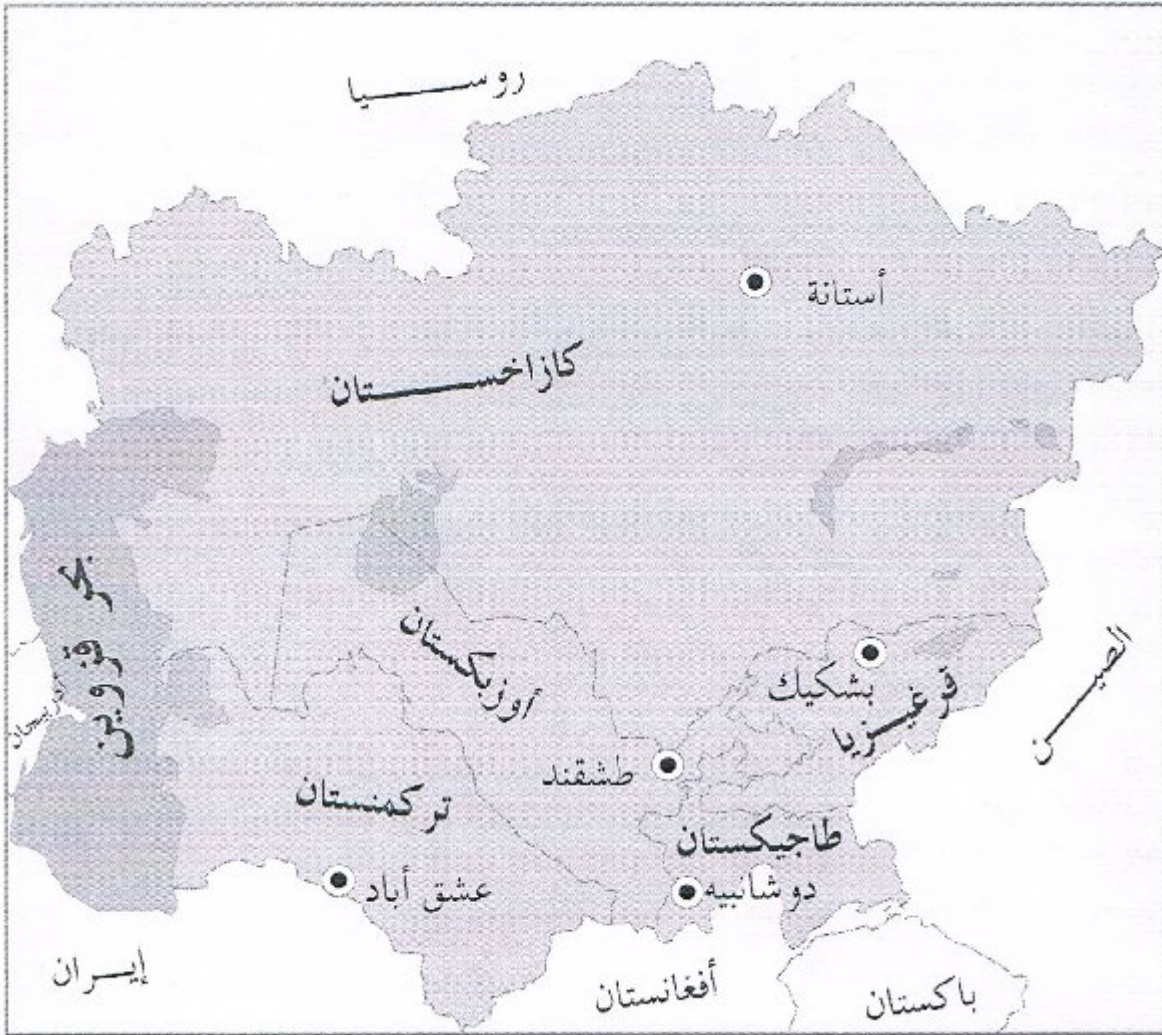 روسيا
أستانة
كازاخستان
بحر قزوين
أوزبكستان
بشكيك
قرغيزيا
الصين
طشقند
تركمنستان
طاجيكستان
دوشانبيه
عشق أباد
إيران
أفغانستان
باكستان